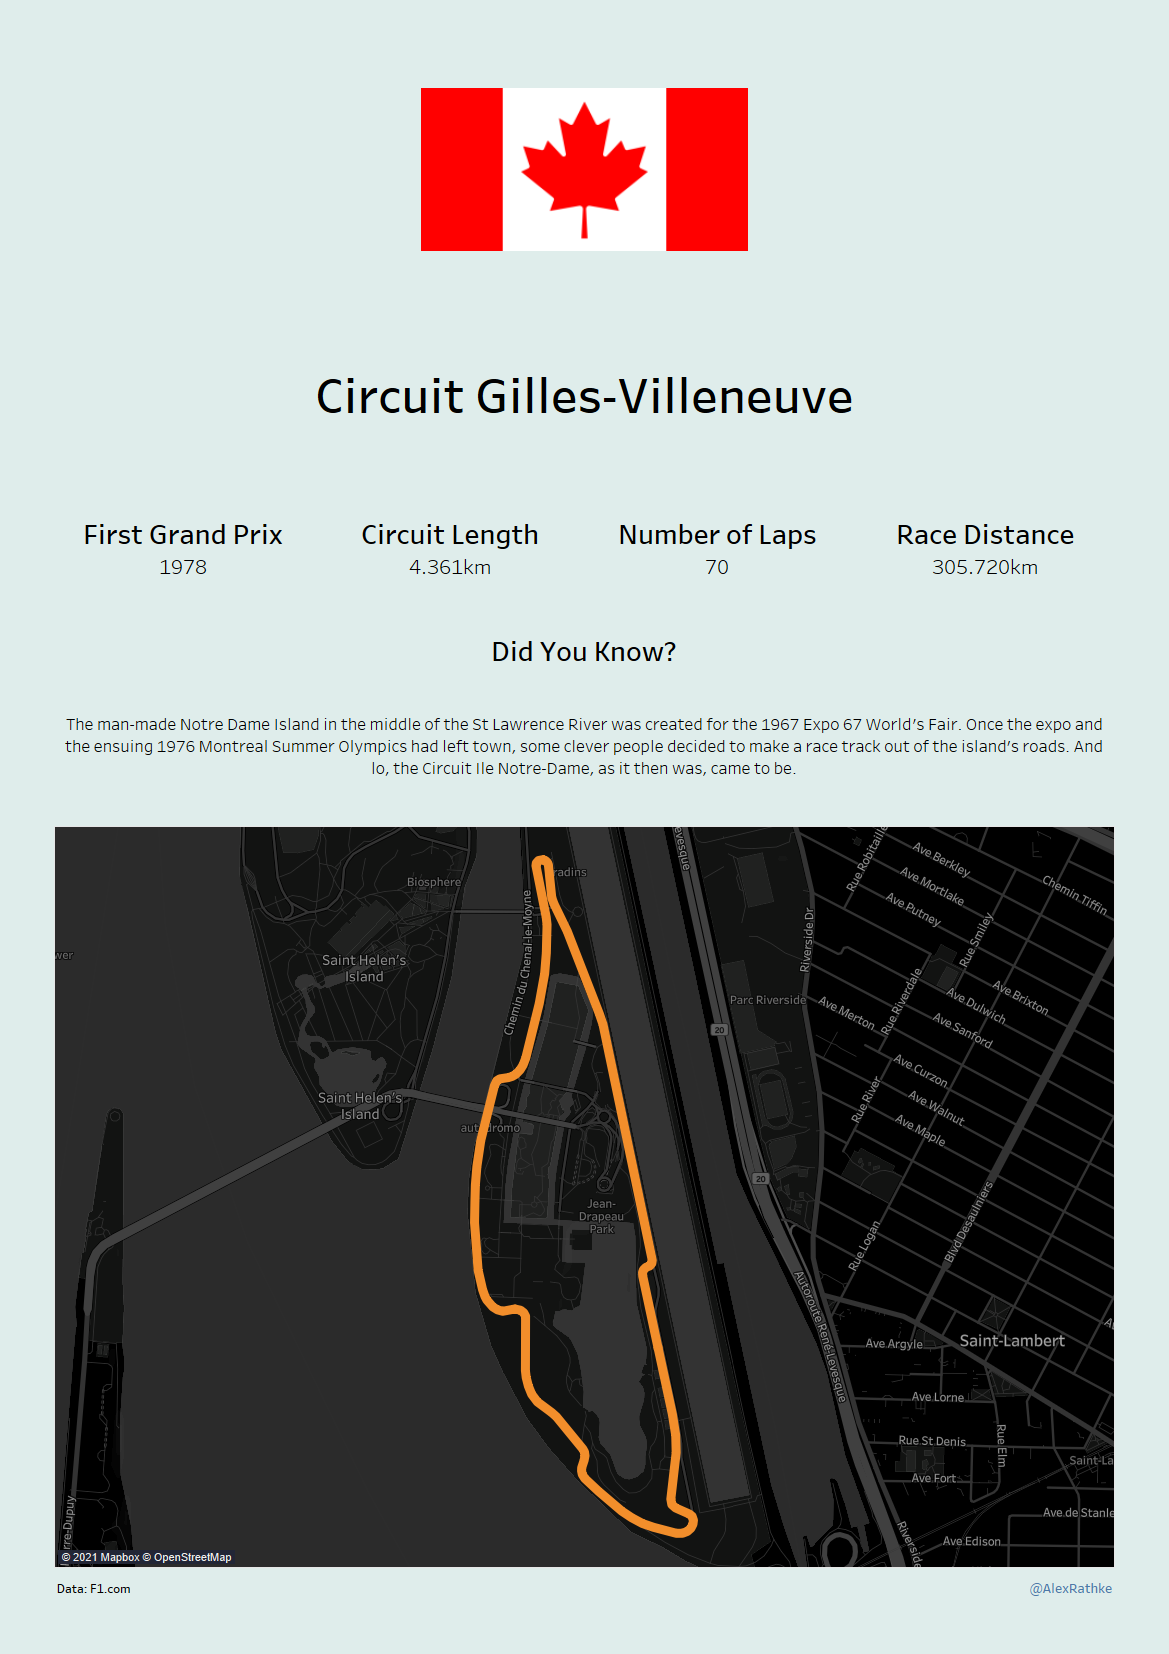 Circuit Gilles-Villeneuve
First Grand Prix
1978
Circuit Length
4.361km
Number of Laps
70
Race Distance
305.720km
Did You Know?
The man-made Notre Dame Island in the middle of the St Lawrence River was created for the 1967 Expo 67 World's Fair. Once the expo and
the ensuing 1976 Montreal Summer Olympics had left town, some clever people decided to make a race track out of the island's roads. And
lo, the Circuit Ile Notre-Dame, as it then was, came to be.
Biosphere
radins
Chemin du Chenal-le-Moyne
Saint Helen's
Island
wer
Saint Helen's
Island
Jean-
Drapeau
Park
evesque
Riverside Dr
Parc Riverside
20
20
Rue Robitaille
Ave Berkley
Ave Mortlake
Ave Putney
Chemin Tiffin
Rue Smiley
Rue Riverdale
Ave Brixton
Ave Dulwich
Ave Merton
Ave Sanford
Ave Curzon
Rue River
Ave Walnut
Ave Maple
Blvd Desaulniers
Rue Logan
Autoroute René-Levesque
Ave Argyle
Saint-Lambert
Ave Lorne
Rue St Denis
Rue Elm
Saint-La
Ave Fort
Ave de Stanle
Ave Edison
Riverside
erre-Dupuy
© 2021 Mapbox © OpenStreetMap
Data: F1.com
@AlexRathke